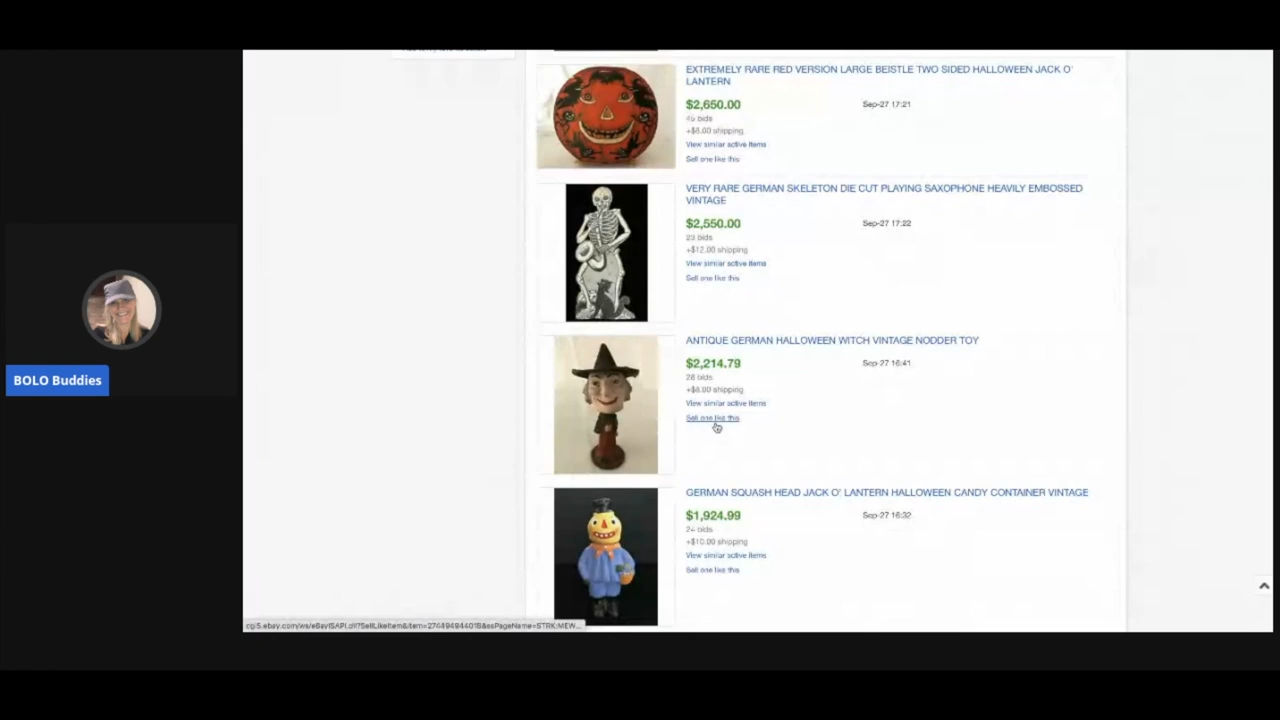 EXTREMELY RARE RED VERSION LARGE BEISTLE TWO SIDED HALLOWEEN JACK O'
LANTERN
$2,650.00
Sep-27 17:21
45 bids
+$8.00 shipping
View similar active items
Sell one like this
VERY RARE GERMAN SKELETON DIE CUT PLAYING SAXOPHONE HEAVILY EMBOSSED
VINTAGE
$2,550.00
Sep-27 17:22
23 bids
+$12.00 shipping
View similar active items
Sell one like this
ANTIQUE GERMAN HALLOWEEN WITCH VINTAGE NODDER TOY
$2,214.79
Sep-27 16:41
28 bids
+$8.00 shipping
View similar active items
Sell one like this
BOLO Buddies
GERMAN SQUASH HEAD JACK O' LANTERN HALLOWEEN CANDY CONTAINER VINTAGE
$1,924.99
Sep-27 16:32
24 bids
+$10.00 shipping
View similar active items
Sell one like this